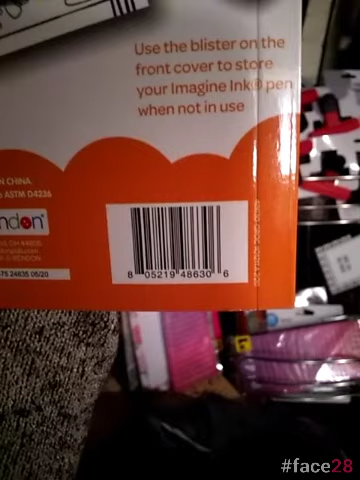 Use the blister on the
front cover to store
your Imagine Ink® pen
when not in use
N CHINA.
ASTM D4236
ndon®
8 05219 48630 6
#face28